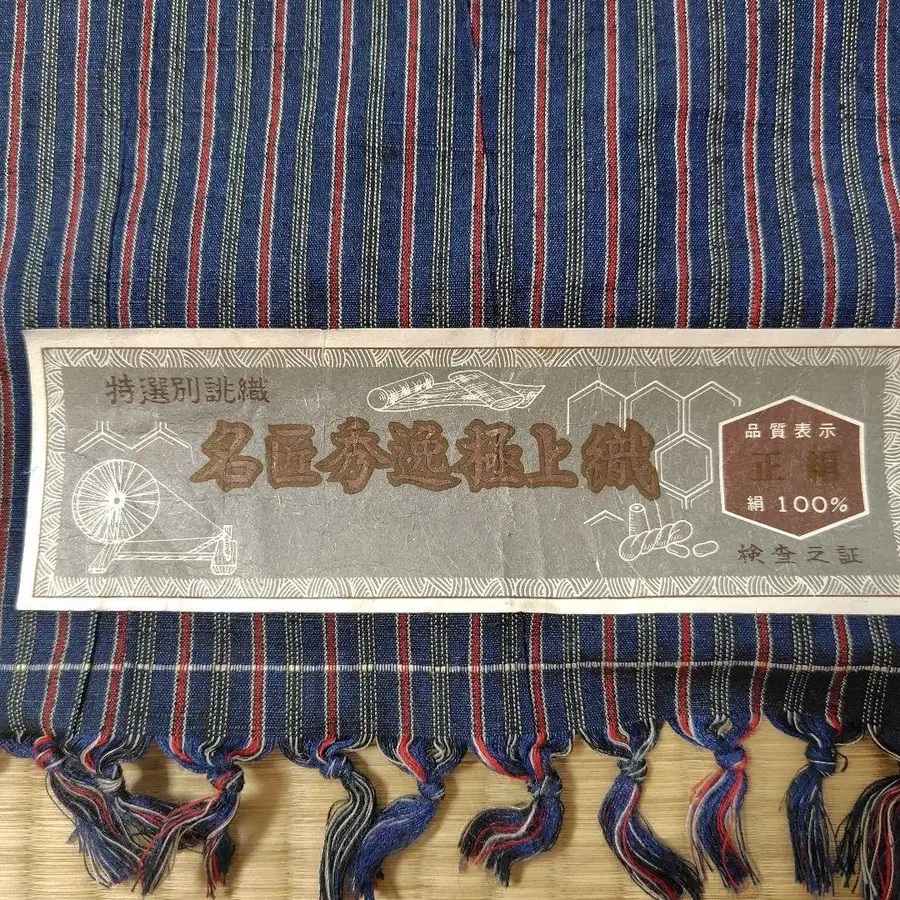 特選別誂織
名匠秀逸極上織
品質表示
正絹
絹 100%
検査之証